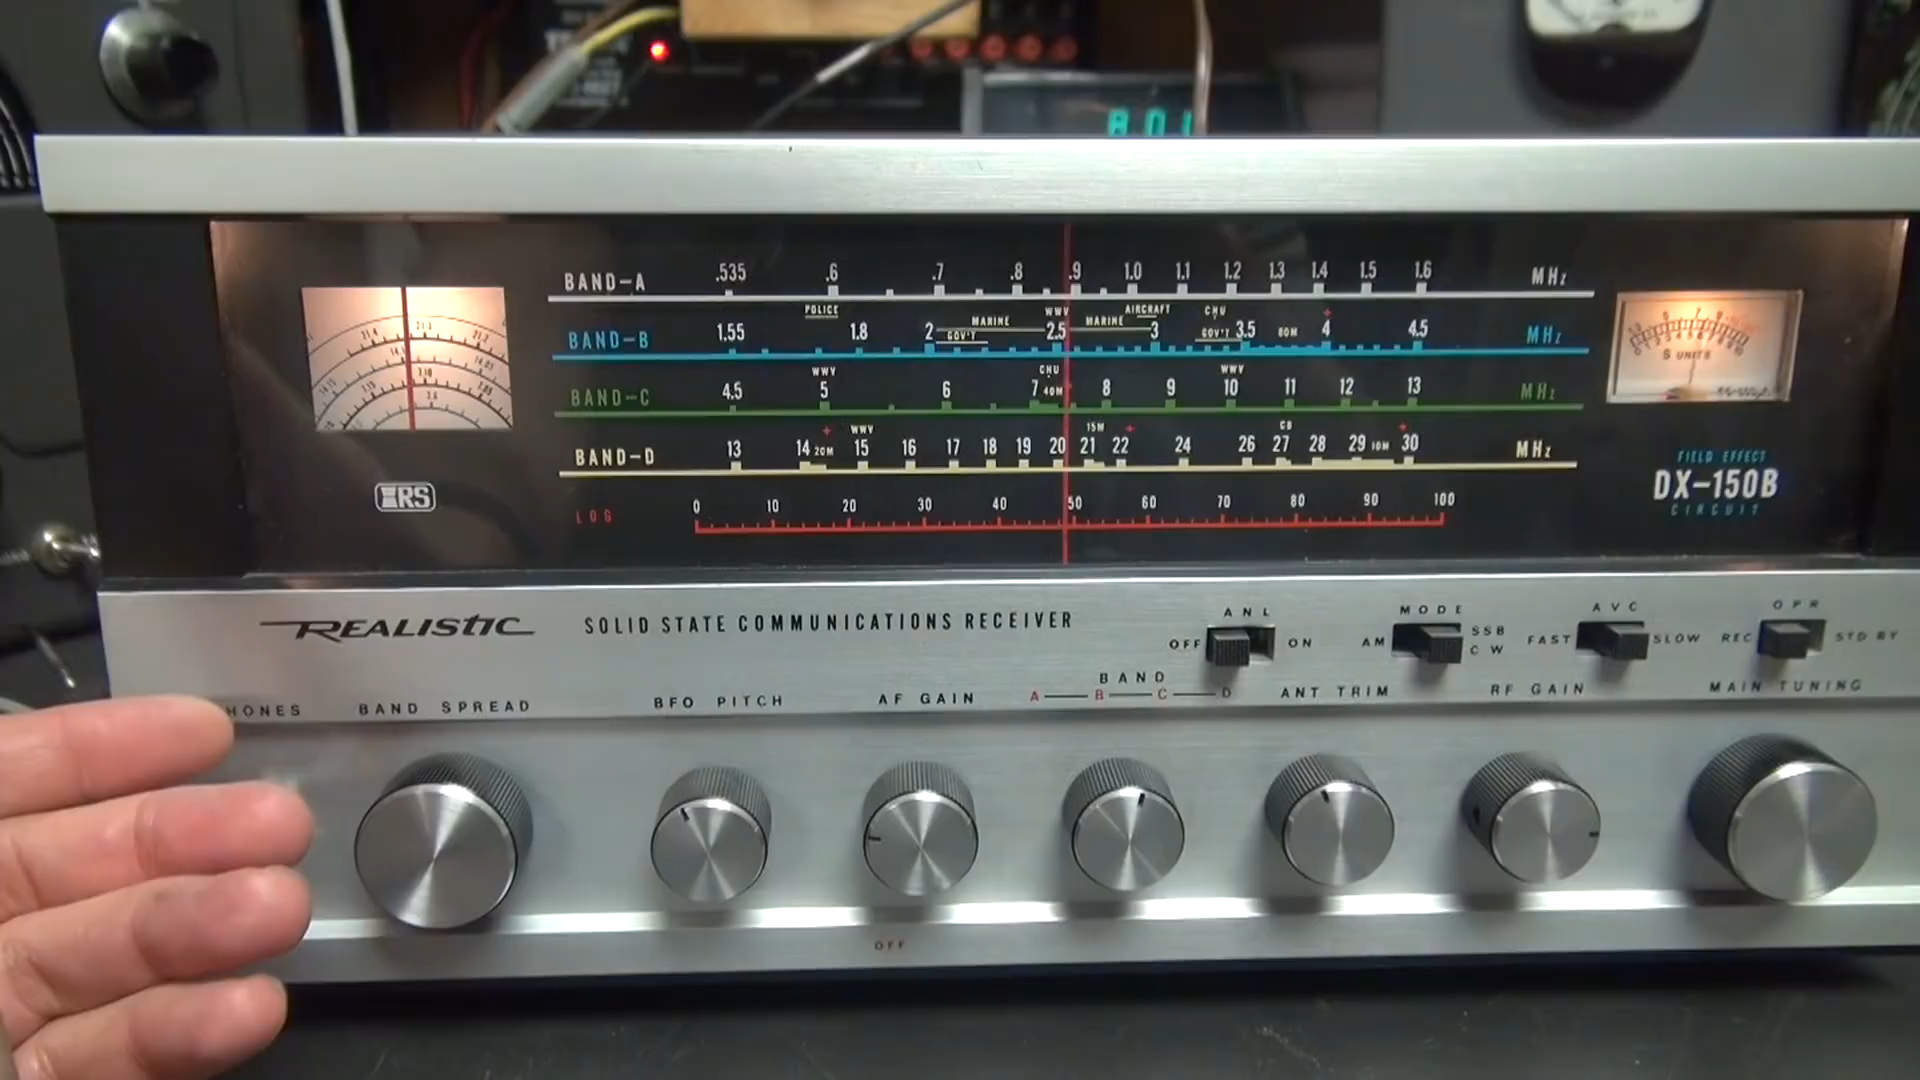 801
BAND-A .535 .6 .7 .8 .9 1.0 1.1 1.2 1.3 1.4 1.5 1.6 MHz
POLICE MARINE GOV'T WWV MARINE AIRCRAFT CHU GOV'T 80M
BAND-B 1.55 1.8 2 2.5 3 3.5 4 4.5 MHz
WWV CHU 40M WWV
BAND-C 4.5 5 6 7 8 9 10 11 12 13 MHz
20M WWV 15M CB 10M
BAND-D 13 14 15 16 17 18 19 20 21 22 24 26 27 28 29 30 MHz
LOG 0 10 20 30 40 50 60 70 80 90 100
S UNITS
RS
FIELD EFFECT
DX-150B
CIRCUIT
REALISTIC SOLID STATE COMMUNICATIONS RECEIVER
ANL
OFF ON
MODE
AM SSB
CW
AVC
FAST SLOW
OPR
REC STD BY
HONES BAND SPREAD BFO PITCH AF GAIN
BAND
A B C D
ANT TRIM RF GAIN MAIN TUNING
OFF